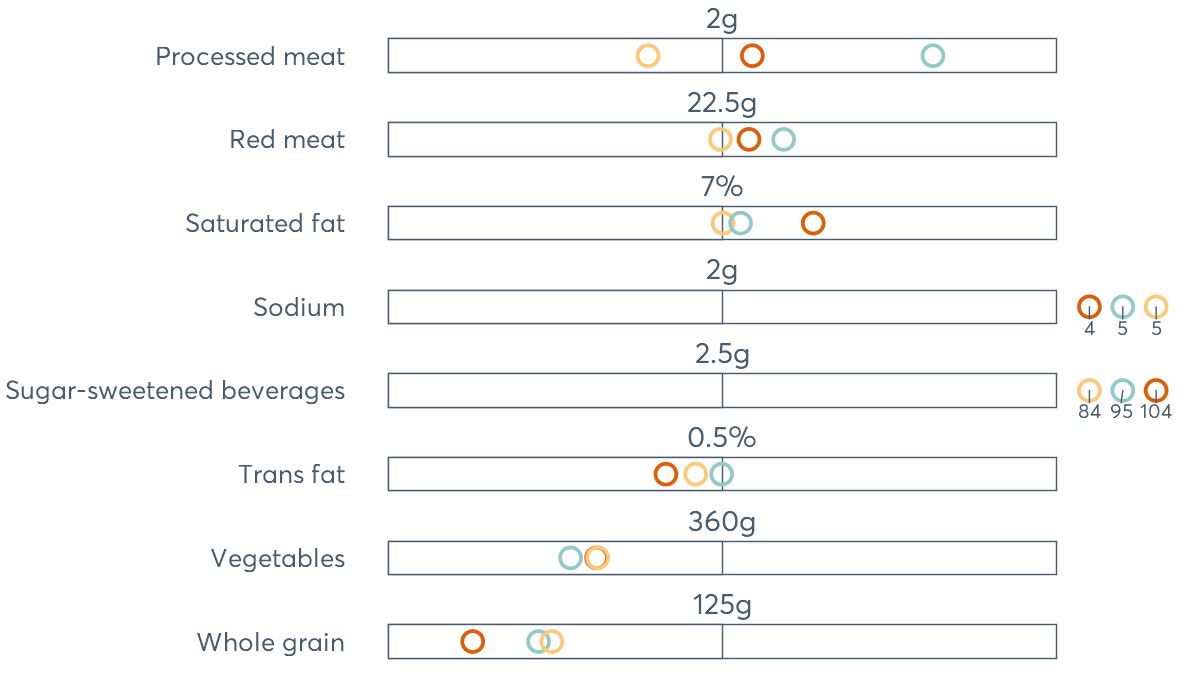 2g
Processed meat
22.5g
Red meat
7%
Saturated fat
2g
Sodium
4 5 5
2.5g
Sugar-sweetened beverages
84 95 104
0.5%
Trans fat
360g
Vegetables
125g
Whole grain